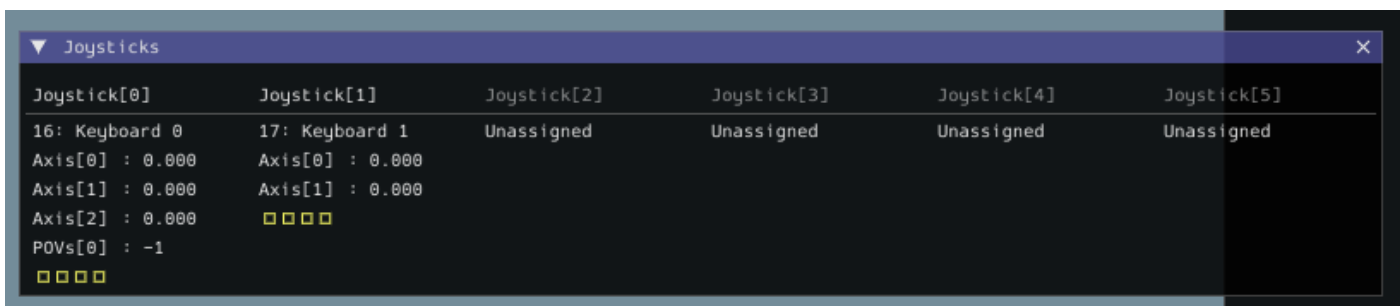 Joysticks
Joystick[0] Joystick[1] Joystick[2] Joystick[3] Joystick[4] Joystick[5]
16: Keyboard 0 17: Keyboard 1 Unassigned Unassigned Unassigned Unassigned
Axis[0] : 0.000 Axis[0] : 0.000
Axis[1] : 0.000 Axis[1] : 0.000
Axis[2] : 0.000
POVs[0] : -1